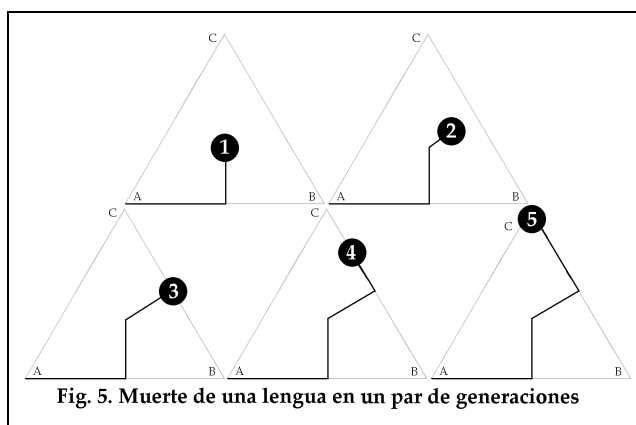 C C
1 2
A B A B
C C 5
C
4
3
A B A B A B
Fig. 5. Muerte de una lengua en un par de generaciones